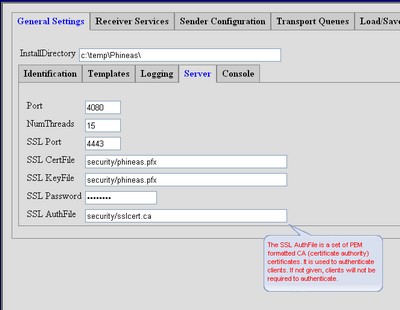 General Settings Receiver Services Sender Configuration Transport Queues Load/Save
InstallDirectory c:\temp\Phineas\
Identification Templates Logging Server Console
Port 4080
NumThreads 15
SSL Port 4443
SSL CertFile security/phineas.pfx
SSL KeyFile security/phineas.pfx
SSL Password ••••••••
SSL AuthFile security/sslcert.ca
The SSL AuthFile is a set of PEM
formatted CA (certificate authority)
certificates. It is used to authenticate
clients. If not given, clients will not be
required to authenticate.